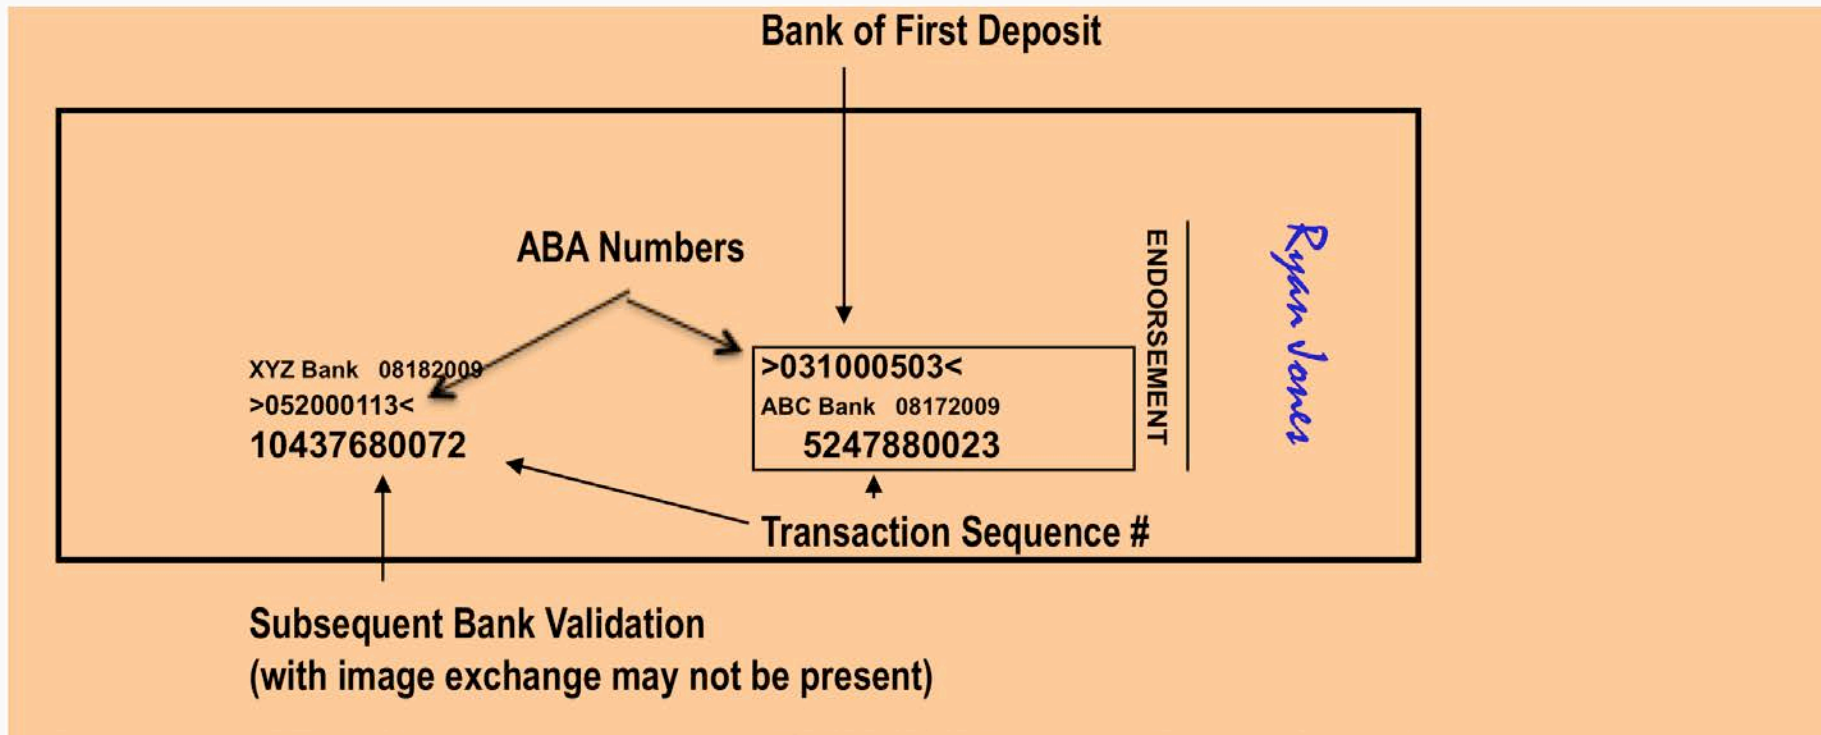 Bank of First Deposit
ABA Numbers
XYZ Bank 08182009
>052000113<
10437680072
>031000503<
ABC Bank 08172009
5247880023
ENDORSEMENT
Ryan Jones
Transaction Sequence #
Subsequent Bank Validation
(with image exchange may not be present)